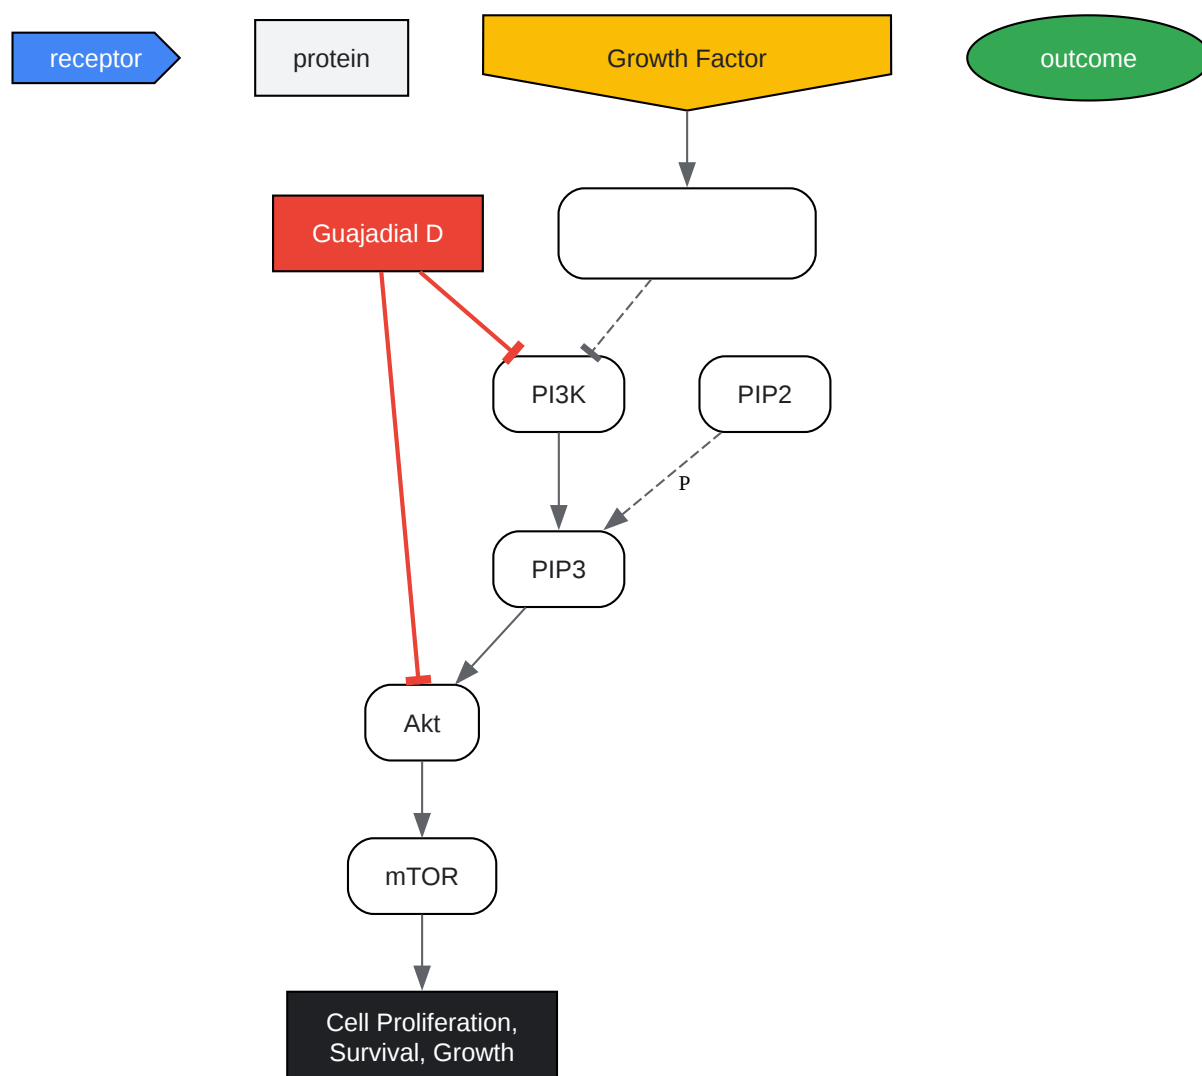 receptor
protein
Growth Factor
outcome
Guajadial D
PI3K
PIP2
P
PIP3
Akt
mTOR
Cell Proliferation,
Survival, Growth